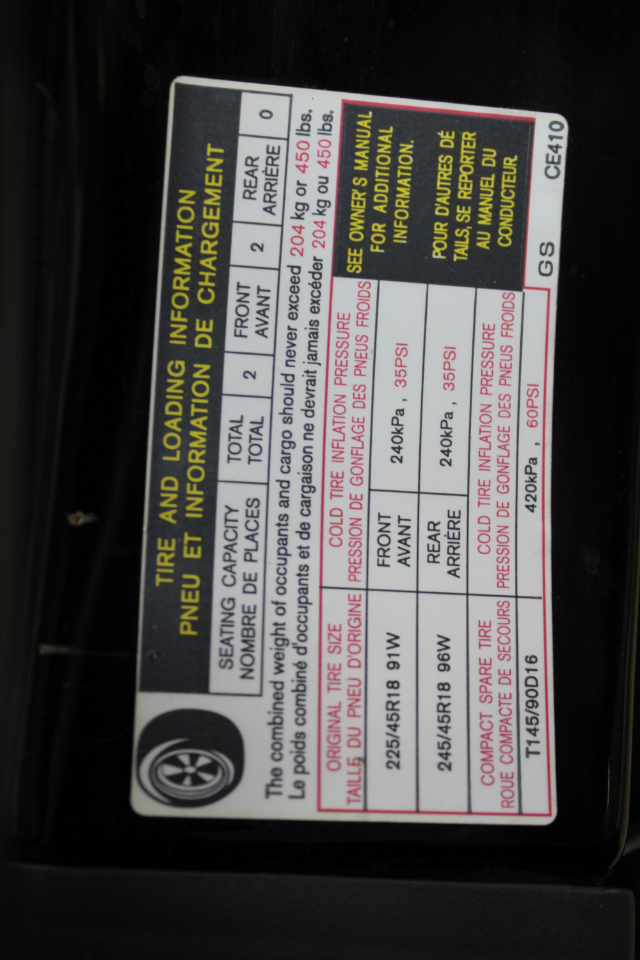 TIRE AND LOADING INFORMATION
PNEU ET INFORMATION DE CHARGEMENT
SEATING CAPACITY TOTAL 2 FRONT 2 REAR 0
NOMBRE DE PLACES TOTAL AVANT ARRIÈRE
The combined weight of occupants and cargo should never exceed 204 kg or 450 lbs.
Le poids combiné d'occupants et de cargaison ne devrait jamais excéder 204 kg ou 450 lbs.
ORIGINAL TIRE SIZE
TAILLE DU PNEU D'ORIGINE
COLD TIRE INFLATION PRESSURE
PRESSION DE GONFLAGE DES PNEUS FROIDS
225/45R18 91W
FRONT
AVANT
240kPa , 35PSI
245/45R18 96W
REAR
ARRIÈRE
240kPa , 35PSI
COMPACT SPARE TIRE
ROUE COMPACTE DE SECOURS
COLD TIRE INFLATION PRESSURE
PRESSION DE GONFLAGE DES PNEUS FROIDS
T145/90D16
420kPa , 60PSI
SEE OWNER'S MANUAL
FOR ADDITIONAL
INFORMATION.
POUR D'AUTRES DÉ
TAILS, SE REPORTER
AU MANUEL DU
CONDUCTEUR.
GS CE410